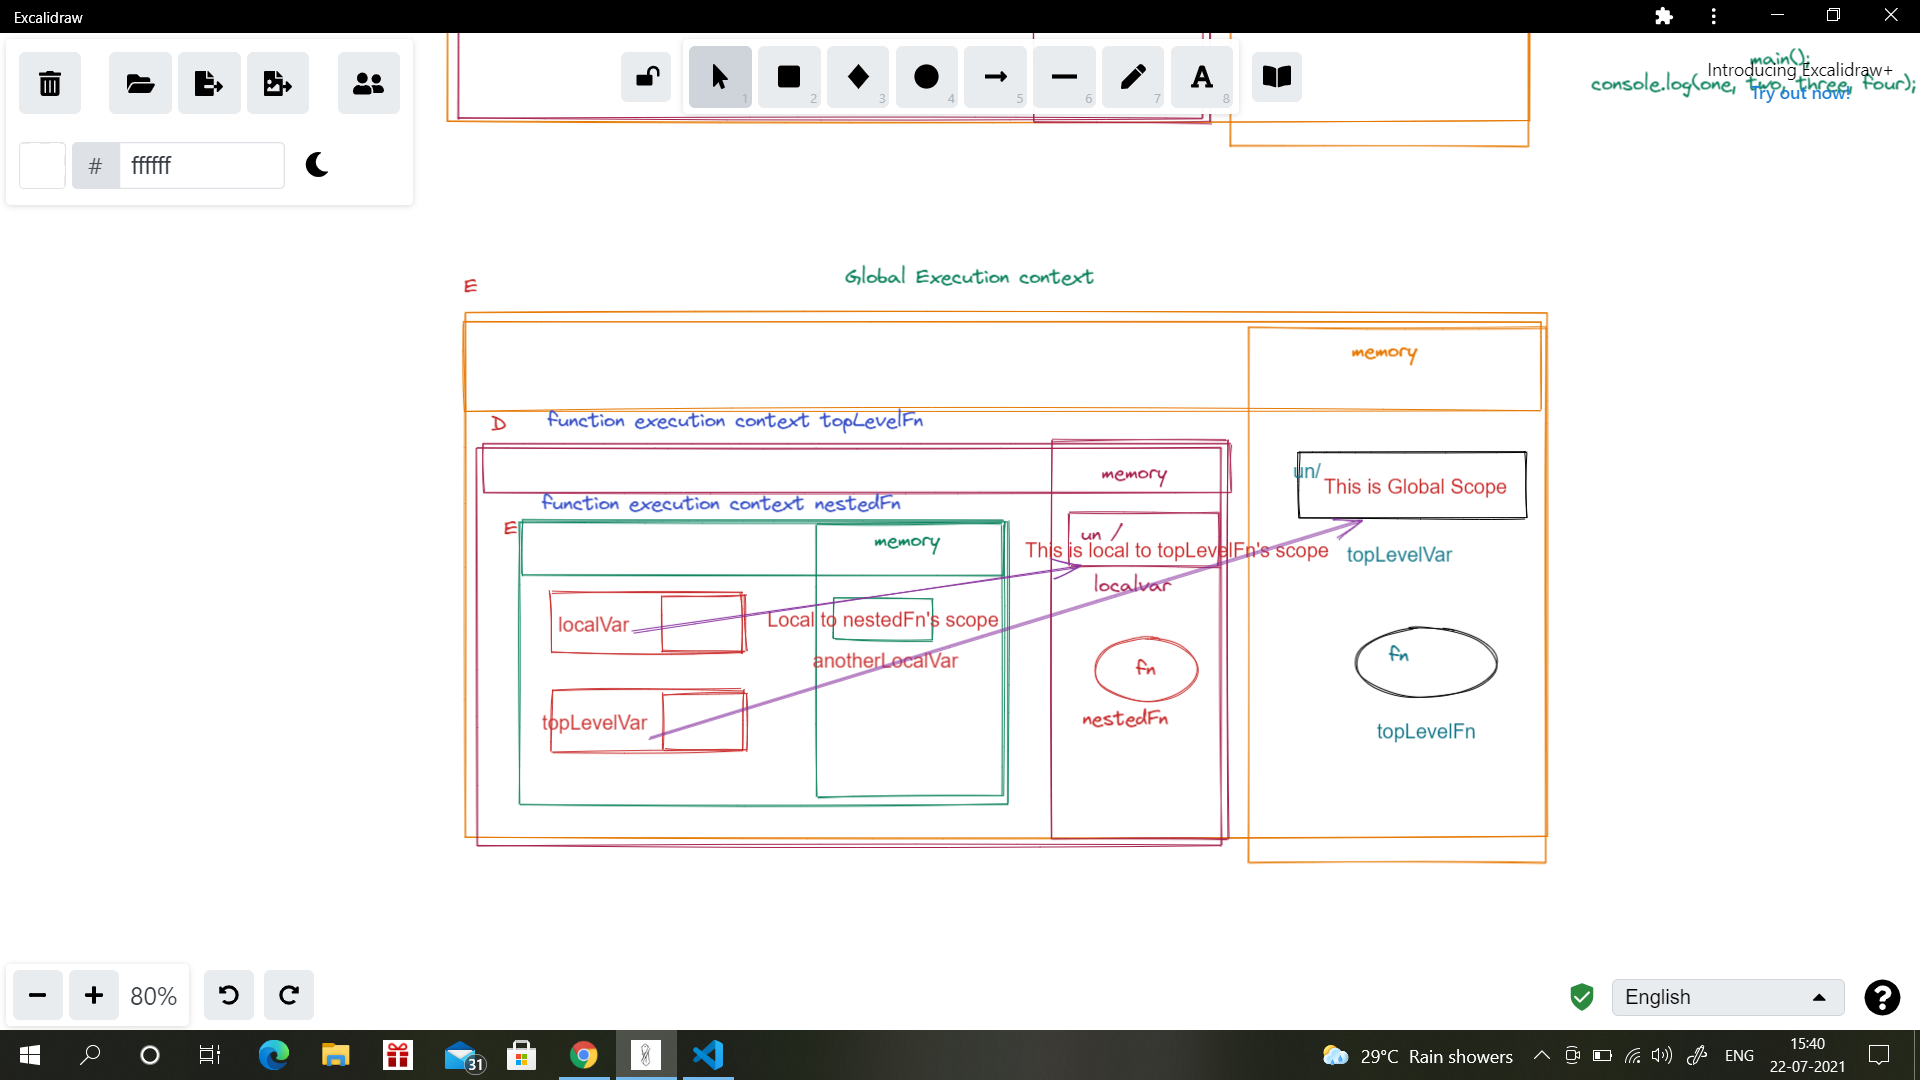 Excalidraw
1
2
3
4
5
6
7
8
main();
Introducing Excalidraw+
console.log(one, two, three, four);
Try out now!
# ffffff
Global Execution context
E
memory
D
function execution context topLevelFn
memory
un/
This is Global Scope
function execution context nestedFn
E
memory
un /
This is local to topLevelFn's scope
topLevelVar
localvar
localVar
Local to nestedFn's scope
anotherLocalVar
fn
fn
nestedFn
topLevelVar
topLevelFn
80%
English
31
29°C Rain showers
ENG
15:40
22-07-2021